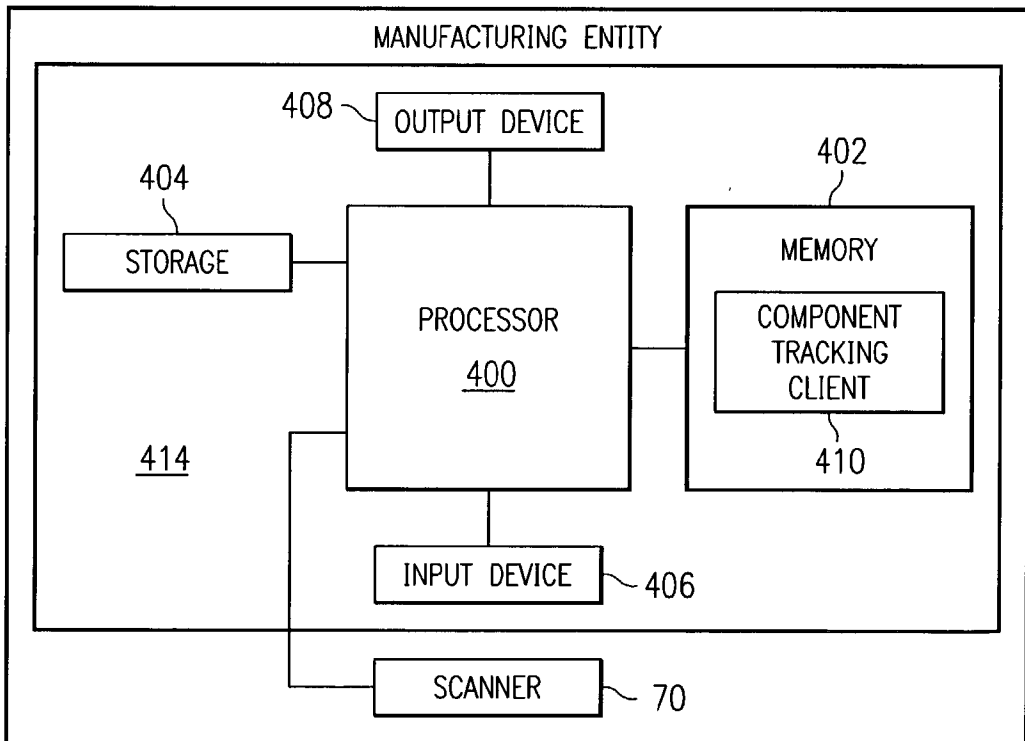 MANUFACTURING ENTITY
408
OUTPUT DEVICE
404
STORAGE
402
MEMORY
PROCESSOR
400
COMPONENT
TRACKING
CLIENT
410
414
INPUT DEVICE
406
SCANNER
70